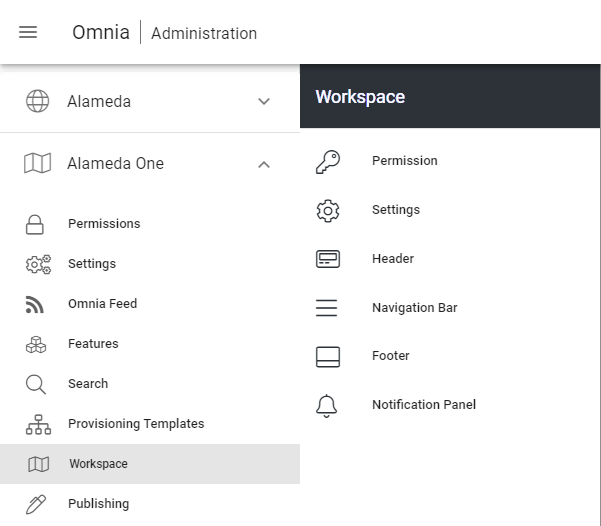 Omnia | Administration
Alameda
Alameda One
Permissions
Settings
Omnia Feed
Features
Search
Provisioning Templates
Workspace
Publishing
Workspace
Permission
Settings
Header
Navigation Bar
Footer
Notification Panel